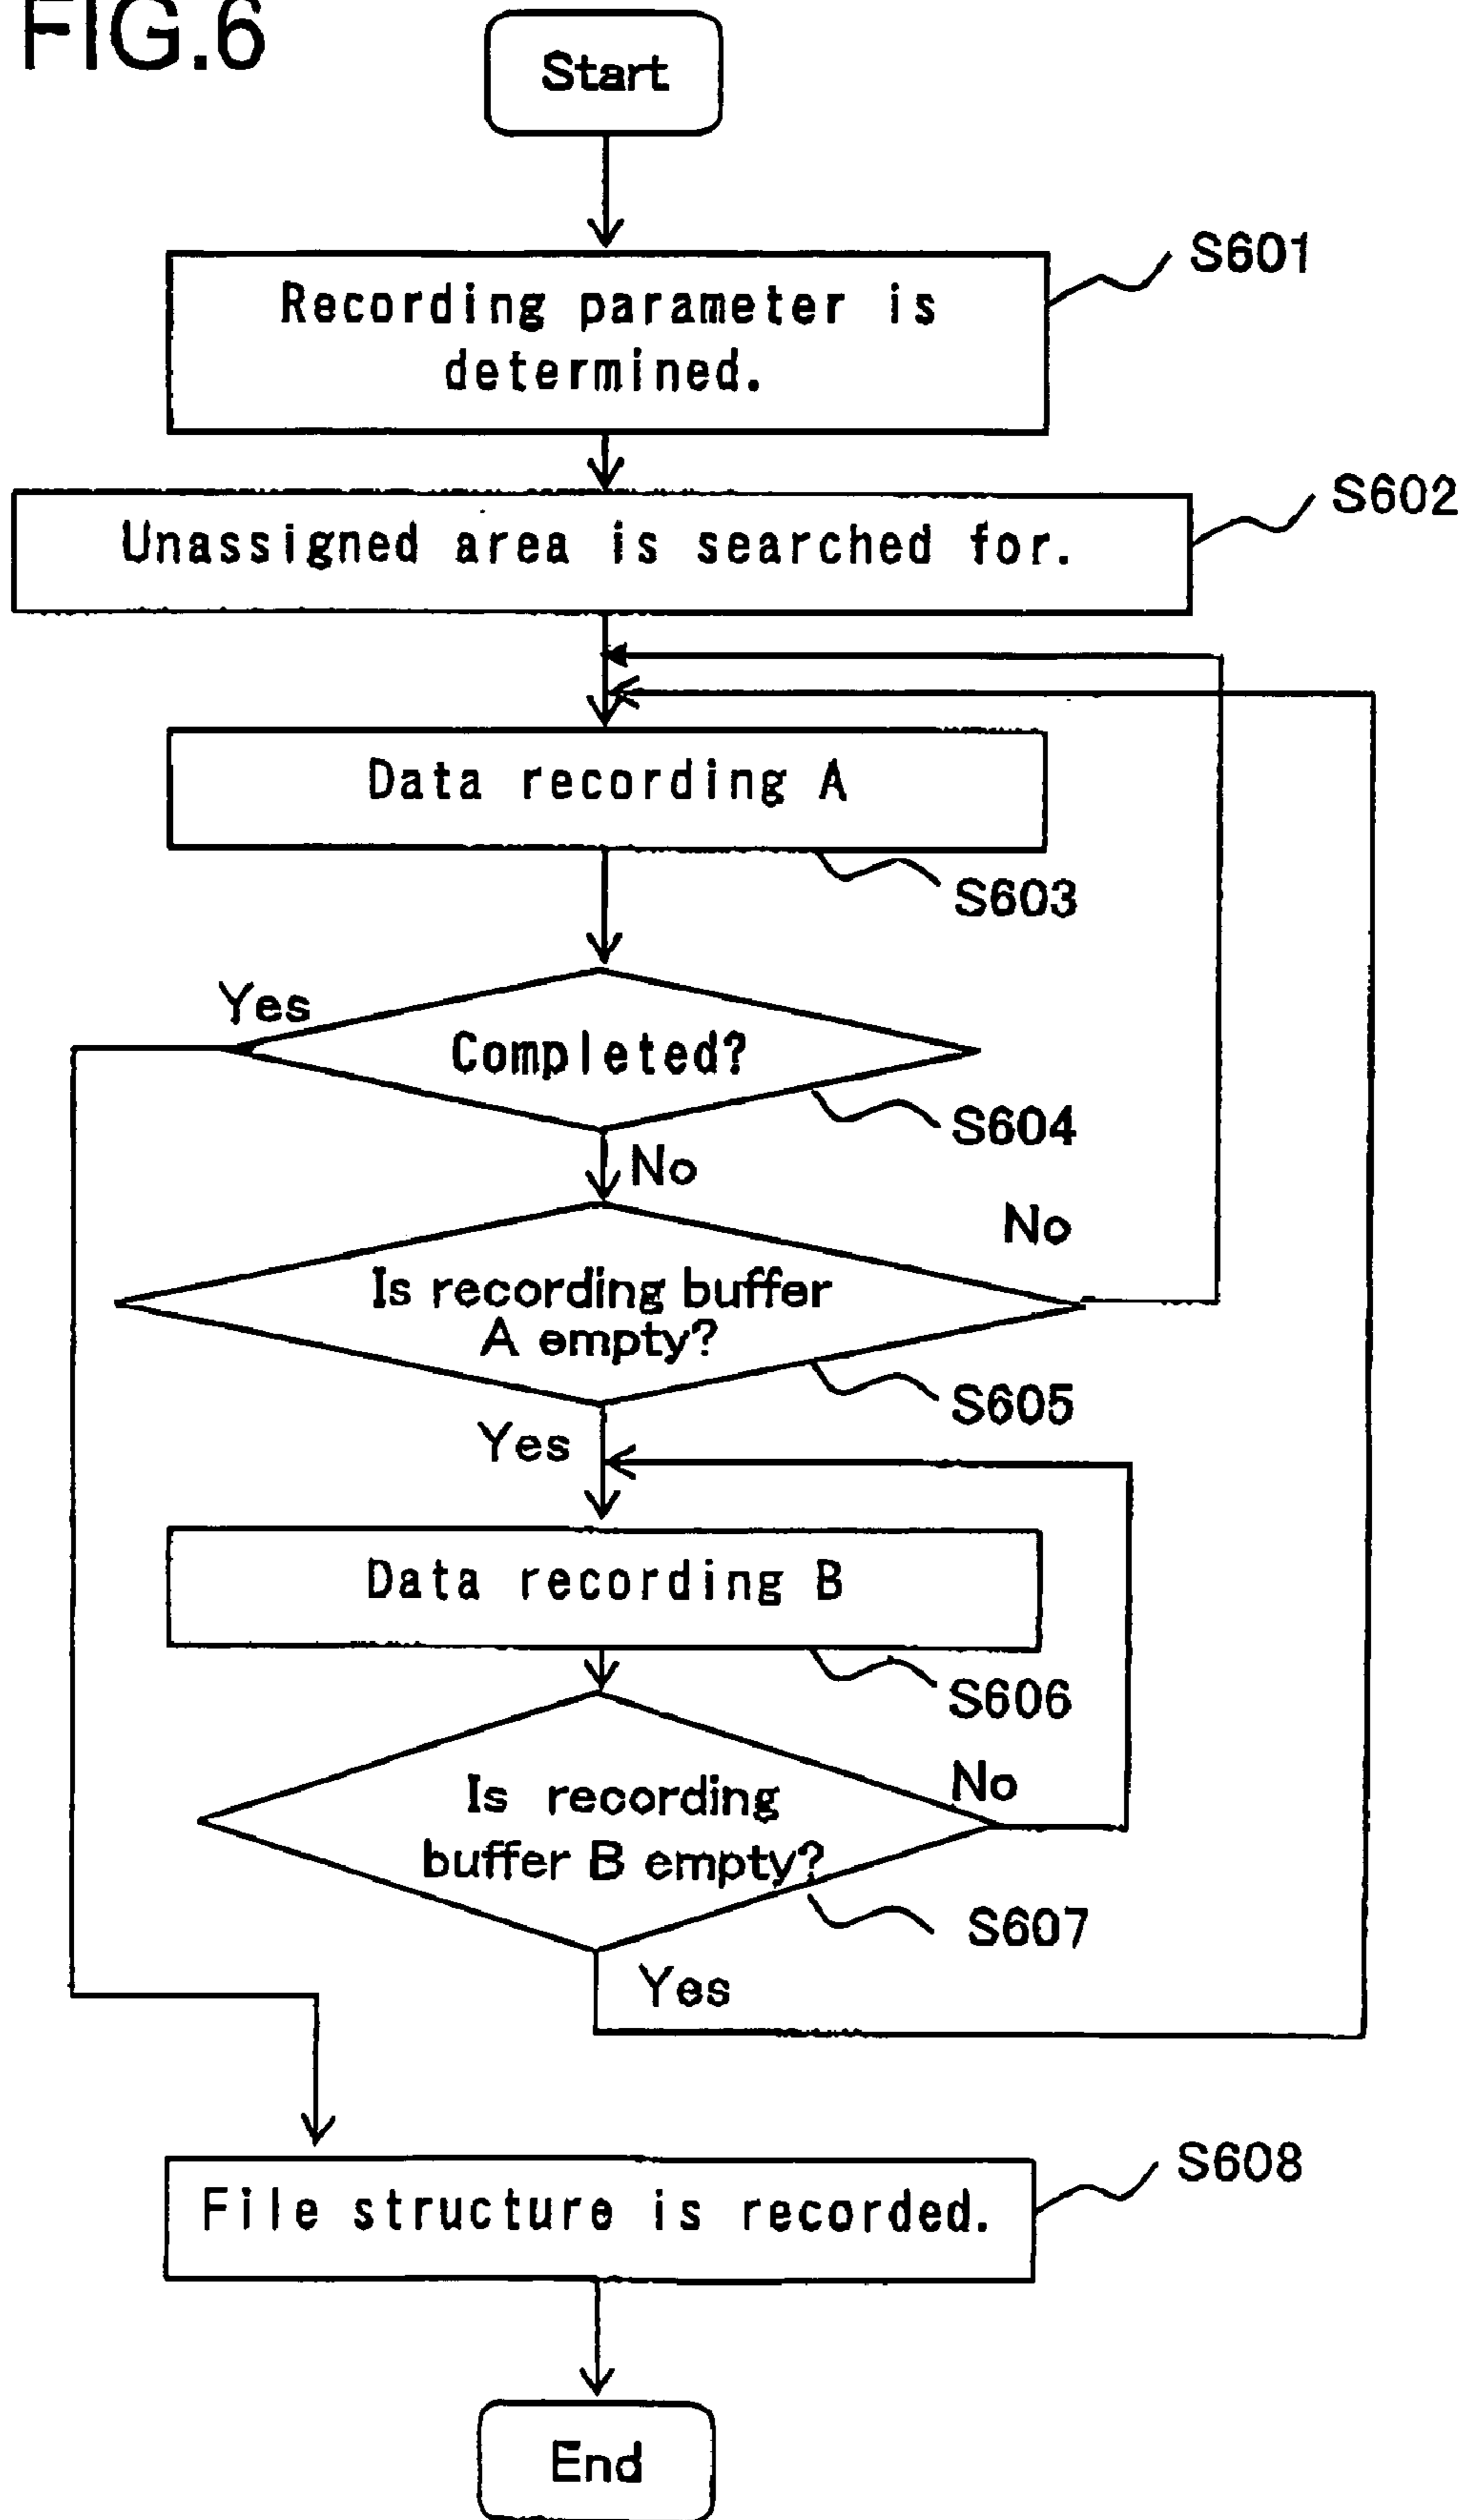 FIG.6
Start
S601
Recording parameter is
determined.
S602
Unassigned area is searched for.
Data recording A
S603
Yes
Completed?
S604
No
No
Is recording buffer
A empty?
S605
Yes
Data recording B
S606
No
Is recording
buffer B empty?
S607
Yes
S608
File structure is recorded.
End